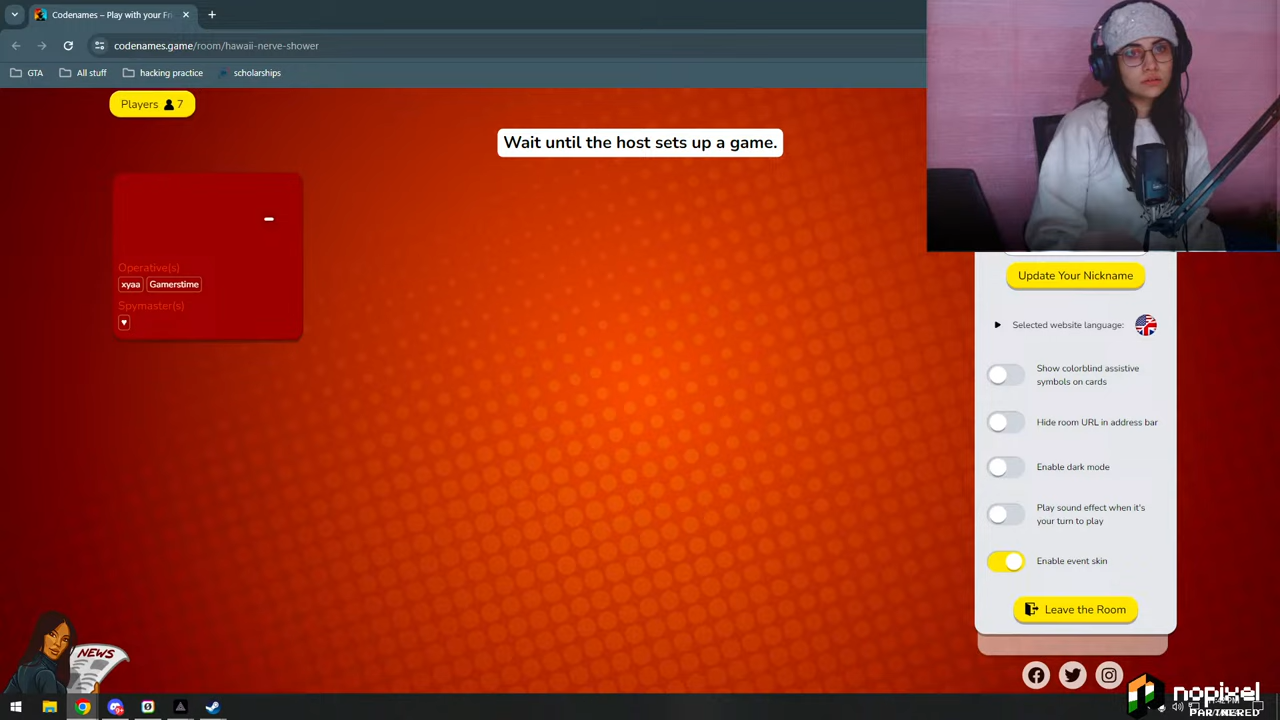 Codenames – Play with your Fri
codenames.game/room/hawaii-nerve-shower
GTA
All stuff
hacking practice
scholarships
Players 7
Wait until the host sets up a game.
-
Operative(s)
xyaa Gamerstime
Spymaster(s)
♥
Update Your Nickname
Selected website language:
Show colorblind assistive
symbols on cards
Hide room URL in address bar
Enable dark mode
Play sound effect when it's
your turn to play
Enable event skin
Leave the Room
NEWS
nopixel
PARTNERED